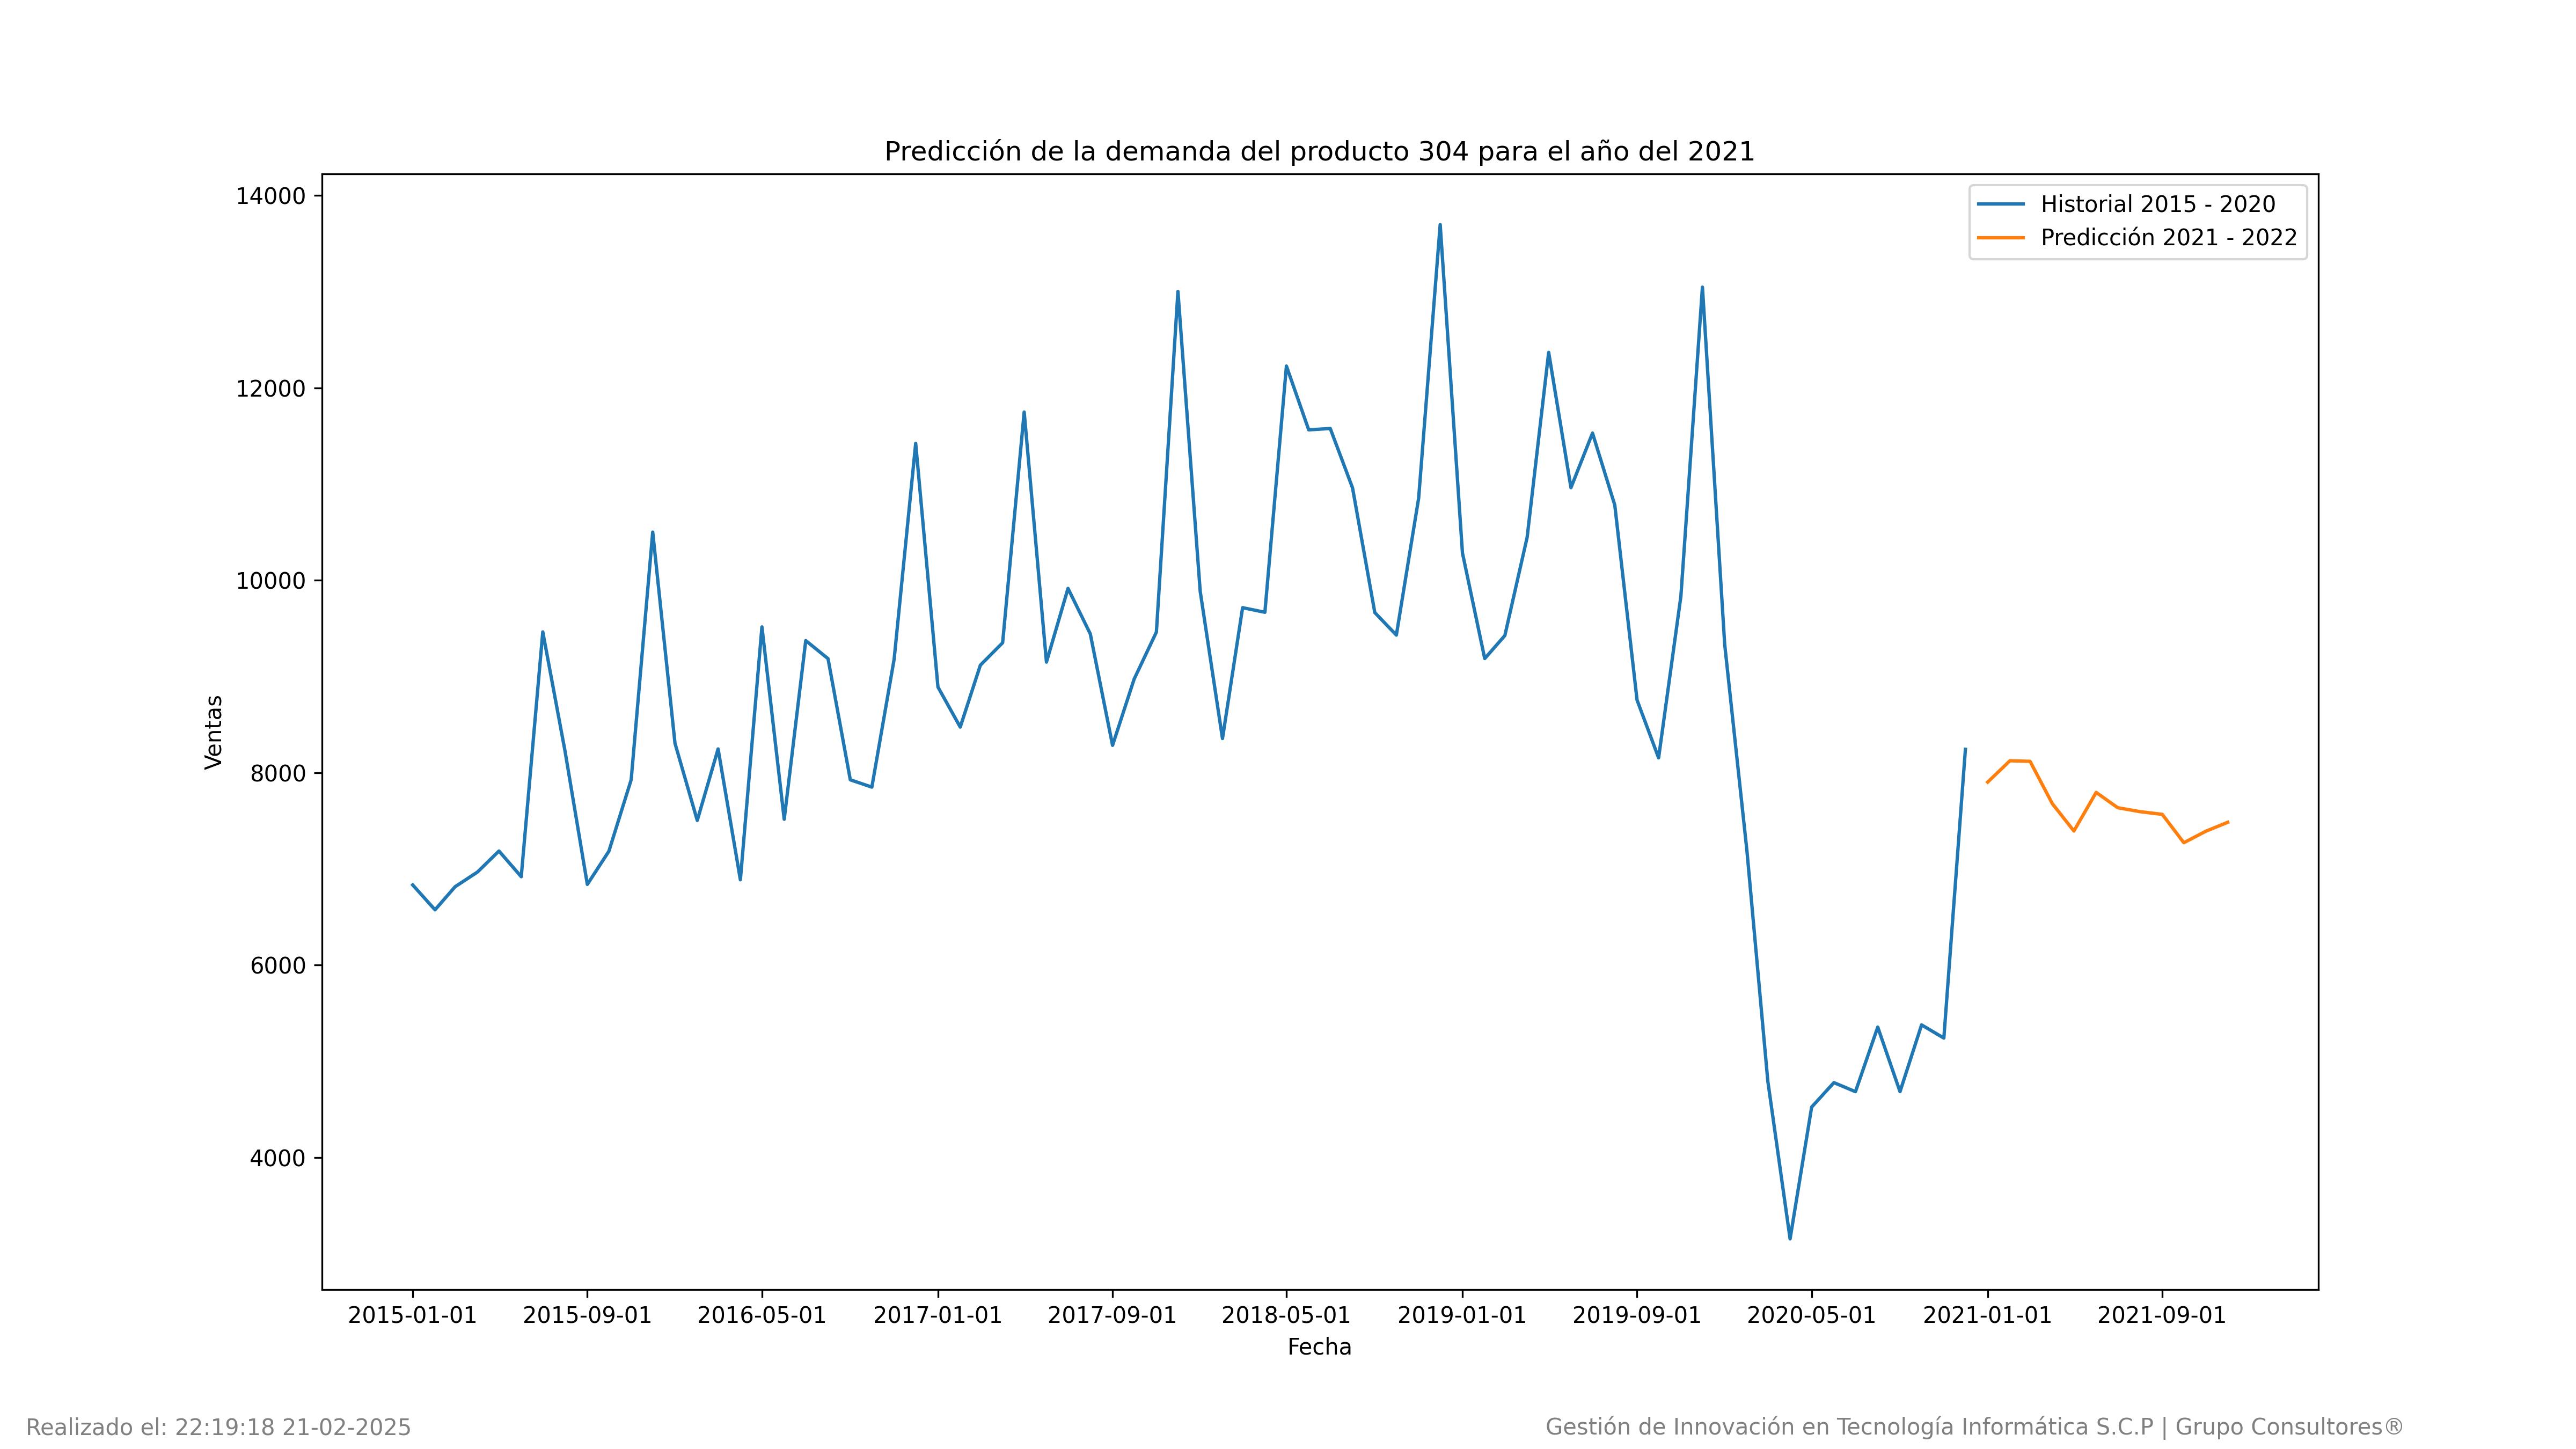 Predicción de la demanda del producto 304 para el año del 2021
Historial 2015 - 2020
Predicción 2021 - 2022
14000
12000
10000
8000
6000
4000
Ventas
2015-01-01 2015-09-01 2016-05-01 2017-01-01 2017-09-01 2018-05-01 2019-01-01 2019-09-01 2020-05-01 2021-01-01 2021-09-01
Fecha
Realizado el: 22:19:18 21-02-2025
Gestión de Innovación en Tecnología Informática S.C.P | Grupo Consultores®